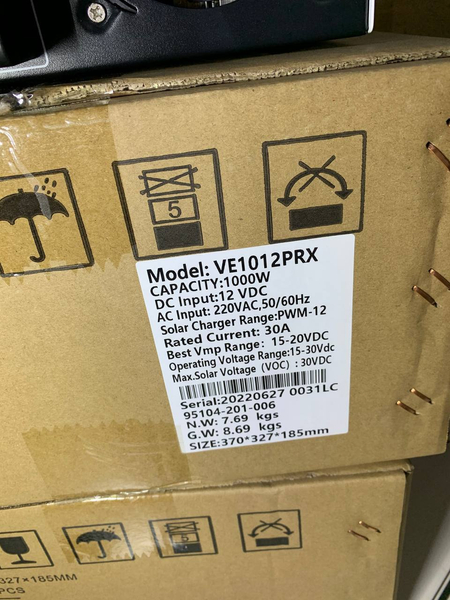 5
Model: VE1012PRX
CAPACITY:1000W
DC Input:12 VDC
AC Input: 220VAC,50/60Hz
Solar Charger Range:PWM-12
Rated Current: 30A
Best Vmp Range: 15-20VDC
Operating Voltage Range:15-30Vdc
Max.Solar Voltage (VOC) : 30VDC
Serial:20220627 0031LC
95104-201-006
N.W: 7.69 kgs
G.W: 8.69 kgs
SIZE:370*327*185mm
5
327×185MM
PCS